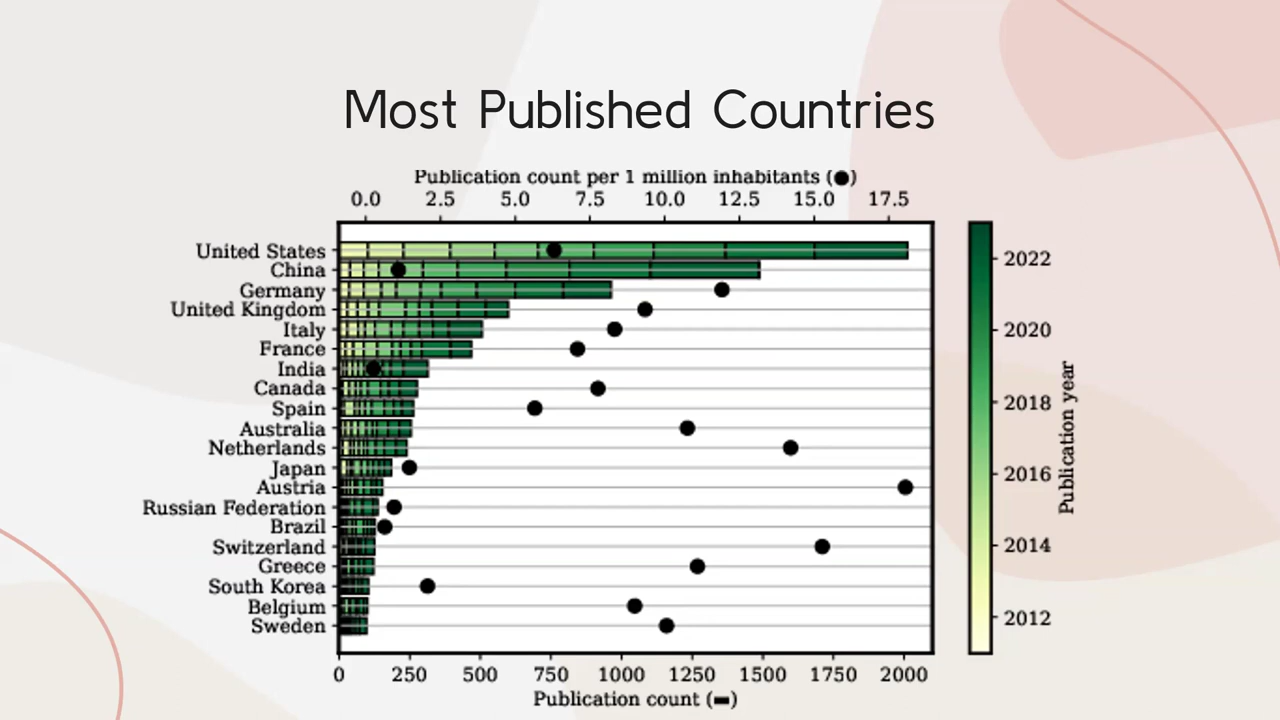 Most Published Countries
Publication count per 1 million inhabitants (●)
0.0 2.5 5.0 7.5 10.0 12.5 15.0 17.5
United States
China
Germany
United Kingdom
Italy
France
India
Canada
Spain
Australia
Netherlands
Japan
Austria
Russian Federation
Brazil
Switzerland
Greece
South Korea
Belgium
Sweden
0 250 500 750 1000 1250 1500 1750 2000
Publication count (▬)
2022
2020
2018
2016
2014
2012
Publication year